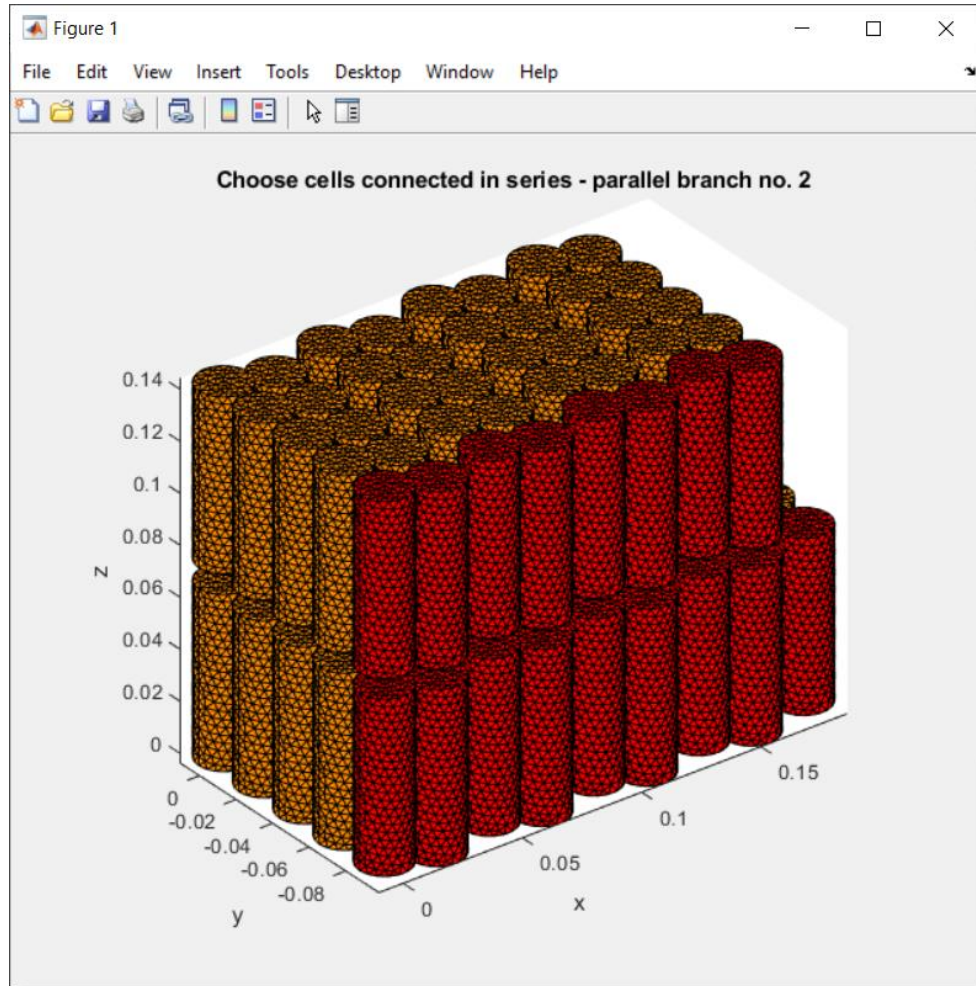 Figure 1
File Edit View Insert Tools Desktop Window Help
Choose cells connected in series - parallel branch no. 2
0.14
0.12
0.1
0.08
0.06
0.04
0.02
0
z
0
-0.02
-0.04
-0.06
-0.08
y
0
0.05
0.1
0.15
x